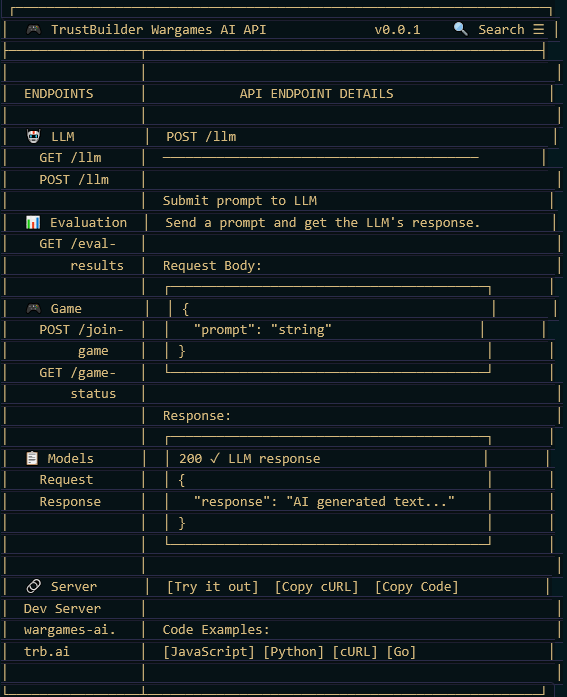 🎮 TrustBuilder Wargames AI API v0.0.1 🔍 Search ☰
ENDPOINTS API ENDPOINT DETAILS
🤖 LLM POST /llm
GET /llm
POST /llm
Submit prompt to LLM
📊 Evaluation Send a prompt and get the LLM's response.
GET /eval-
results Request Body:
🎮 Game {
POST /join- "prompt": "string"
game }
GET /game-
status
Response:
📋 Models 200 ✓ LLM response
Request {
Response "response": "AI generated text..."
}
🔗 Server [Try it out] [Copy cURL] [Copy Code]
Dev Server
wargames-ai. Code Examples:
trb.ai [JavaScript] [Python] [cURL] [Go]